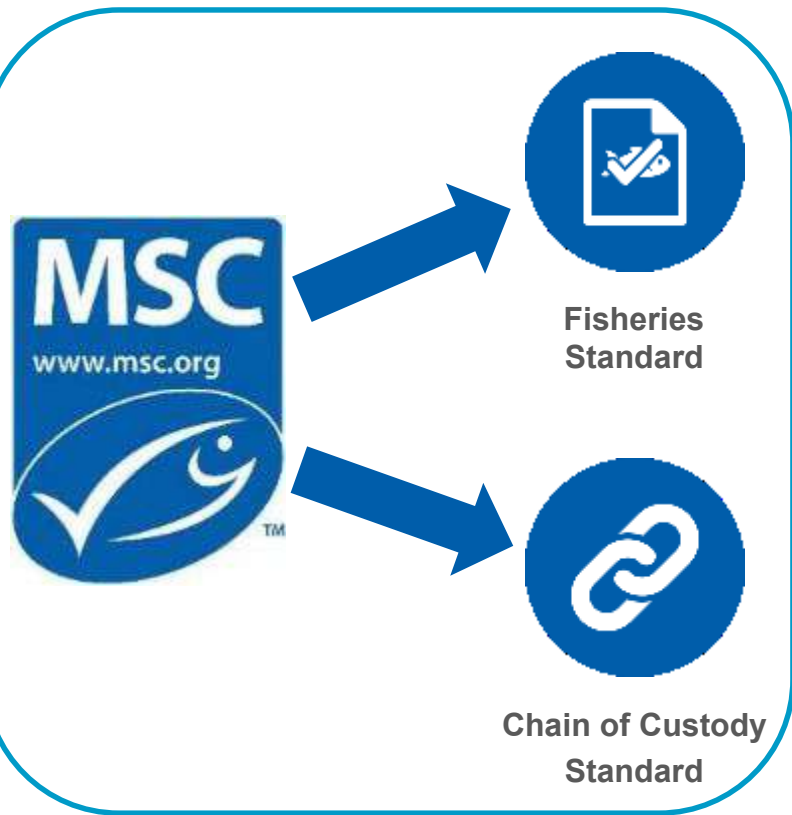 MSC
www.msc.org
TM
Fisheries
Standard
Chain of Custody
Standard